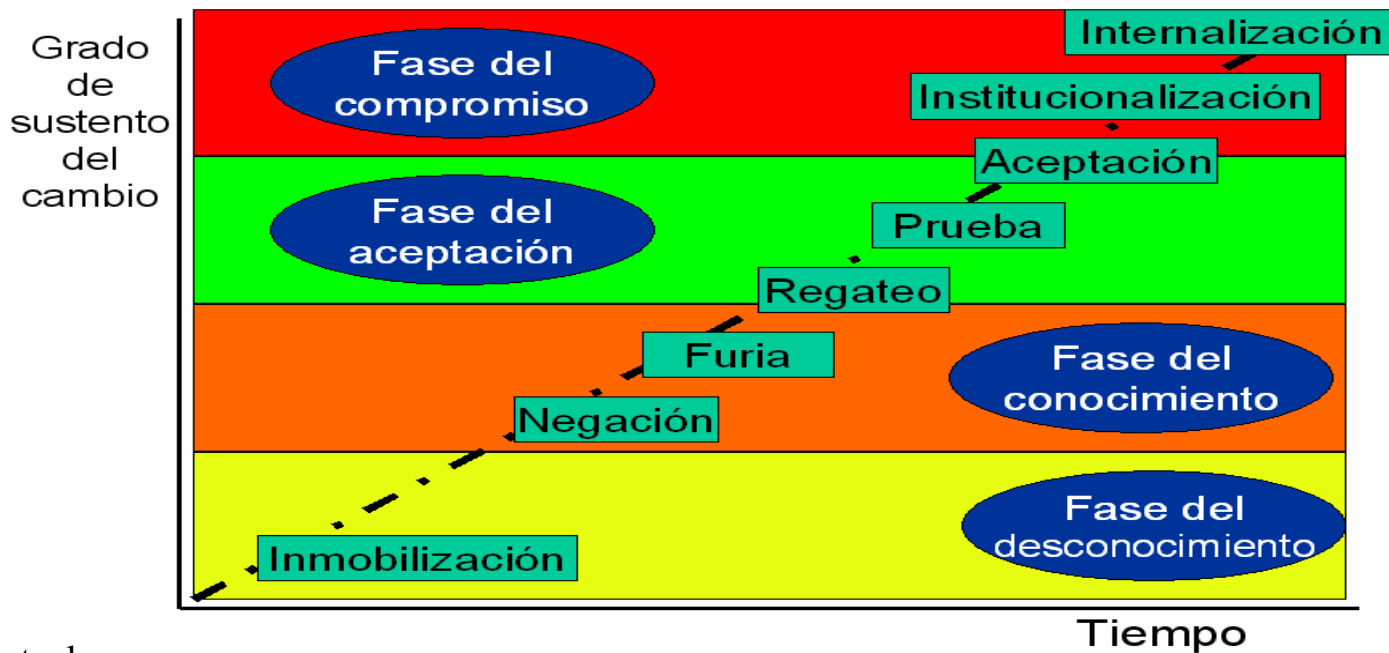 Grado
de
sustento
del
cambio
Fase del
compromiso
Internalización
Institucionalización
Aceptación
Fase del
aceptación
Prueba
Regateo
Furia
Fase del
conocimiento
Negación
Fase del
desconocimiento
Inmobilización
Tiempo